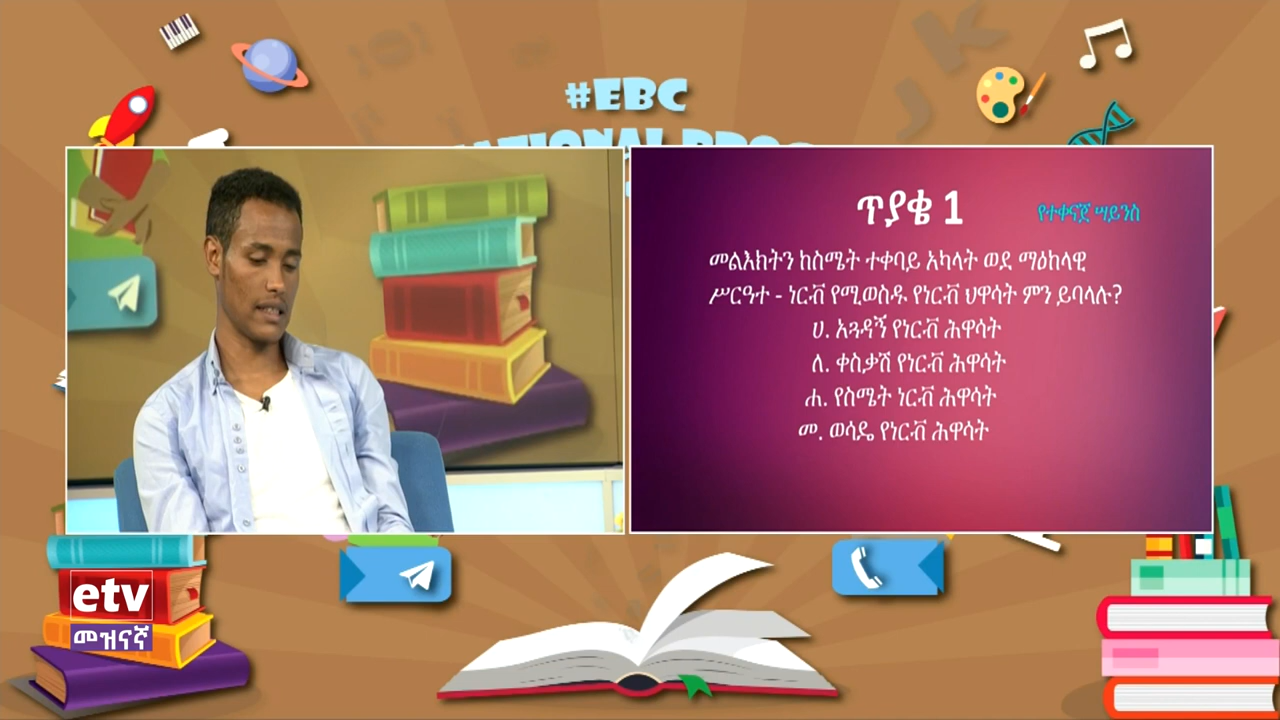 #EBC
ጥያቄ 1
የተቀናጀ ሣይንስ
መልእክትን ከስሜት ተቀባይ አካላት ወደ ማዕከላዊ
ሥርዓተ - ነርቭ የሚወስዱ የነርቭ ህዋሳት ምን ይባላሉ?
ሀ. አጓዳኝ የነርቭ ሕዋሳት
ለ. ቀስቃሽ የነርቭ ሕዋሳት
ሐ. የስሜት ነርቭ ሕዋሳት
መ. ወሳዴ የነርቭ ሕዋሳት
etv
መዝናኛ